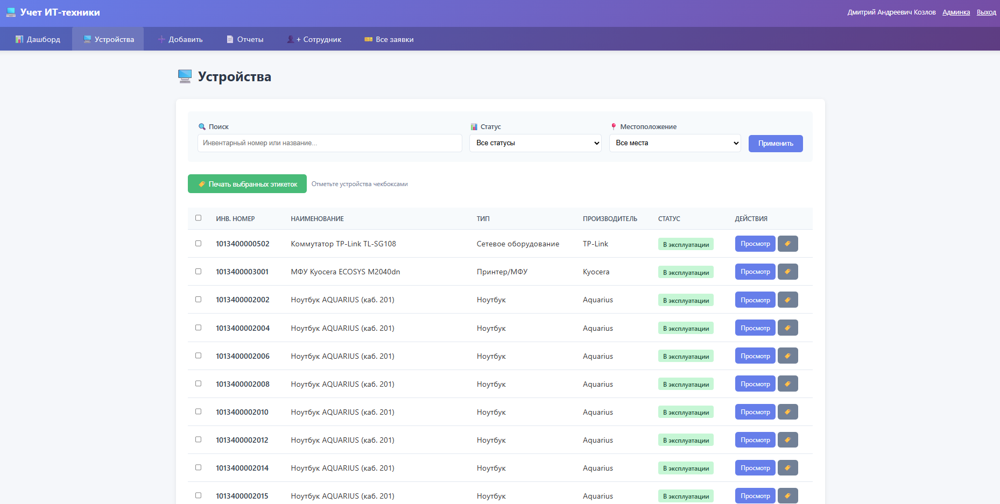 Учет ИТ-техники
Дмитрий Андреевич Козлов Админка Выход
Дашборд Устройства Добавить Отчеты + Сотрудник Все заявки
Устройства
Поиск Статус Местоположение
Инвентарный номер или название... Все статусы Все места Применить
Печать выбранных этикеток Отметьте устройства чекбоксами
ИНВ. НОМЕР НАИМЕНОВАНИЕ ТИП ПРОИЗВОДИТЕЛЬ СТАТУС ДЕЙСТВИЯ
1013400000502 Коммутатор TP-Link TL-SG108 Сетевое оборудование TP-Link В эксплуатации Просмотр
1013400003001 МФУ Kyocera ECOSYS M2040dn Принтер/МФУ Kyocera В эксплуатации Просмотр
1013400002002 Ноутбук AQUARIUS (каб. 201) Ноутбук Aquarius В эксплуатации Просмотр
1013400002004 Ноутбук AQUARIUS (каб. 201) Ноутбук Aquarius В эксплуатации Просмотр
1013400002006 Ноутбук AQUARIUS (каб. 201) Ноутбук Aquarius В эксплуатации Просмотр
1013400002008 Ноутбук AQUARIUS (каб. 201) Ноутбук Aquarius В эксплуатации Просмотр
1013400002010 Ноутбук AQUARIUS (каб. 201) Ноутбук Aquarius В эксплуатации Просмотр
1013400002012 Ноутбук AQUARIUS (каб. 201) Ноутбук Aquarius В эксплуатации Просмотр
1013400002014 Ноутбук AQUARIUS (каб. 201) Ноутбук Aquarius В эксплуатации Просмотр
1013400002015 Ноутбук AQUARIUS (каб. 201) Ноутбук Aquarius В эксплуатации Просмотр